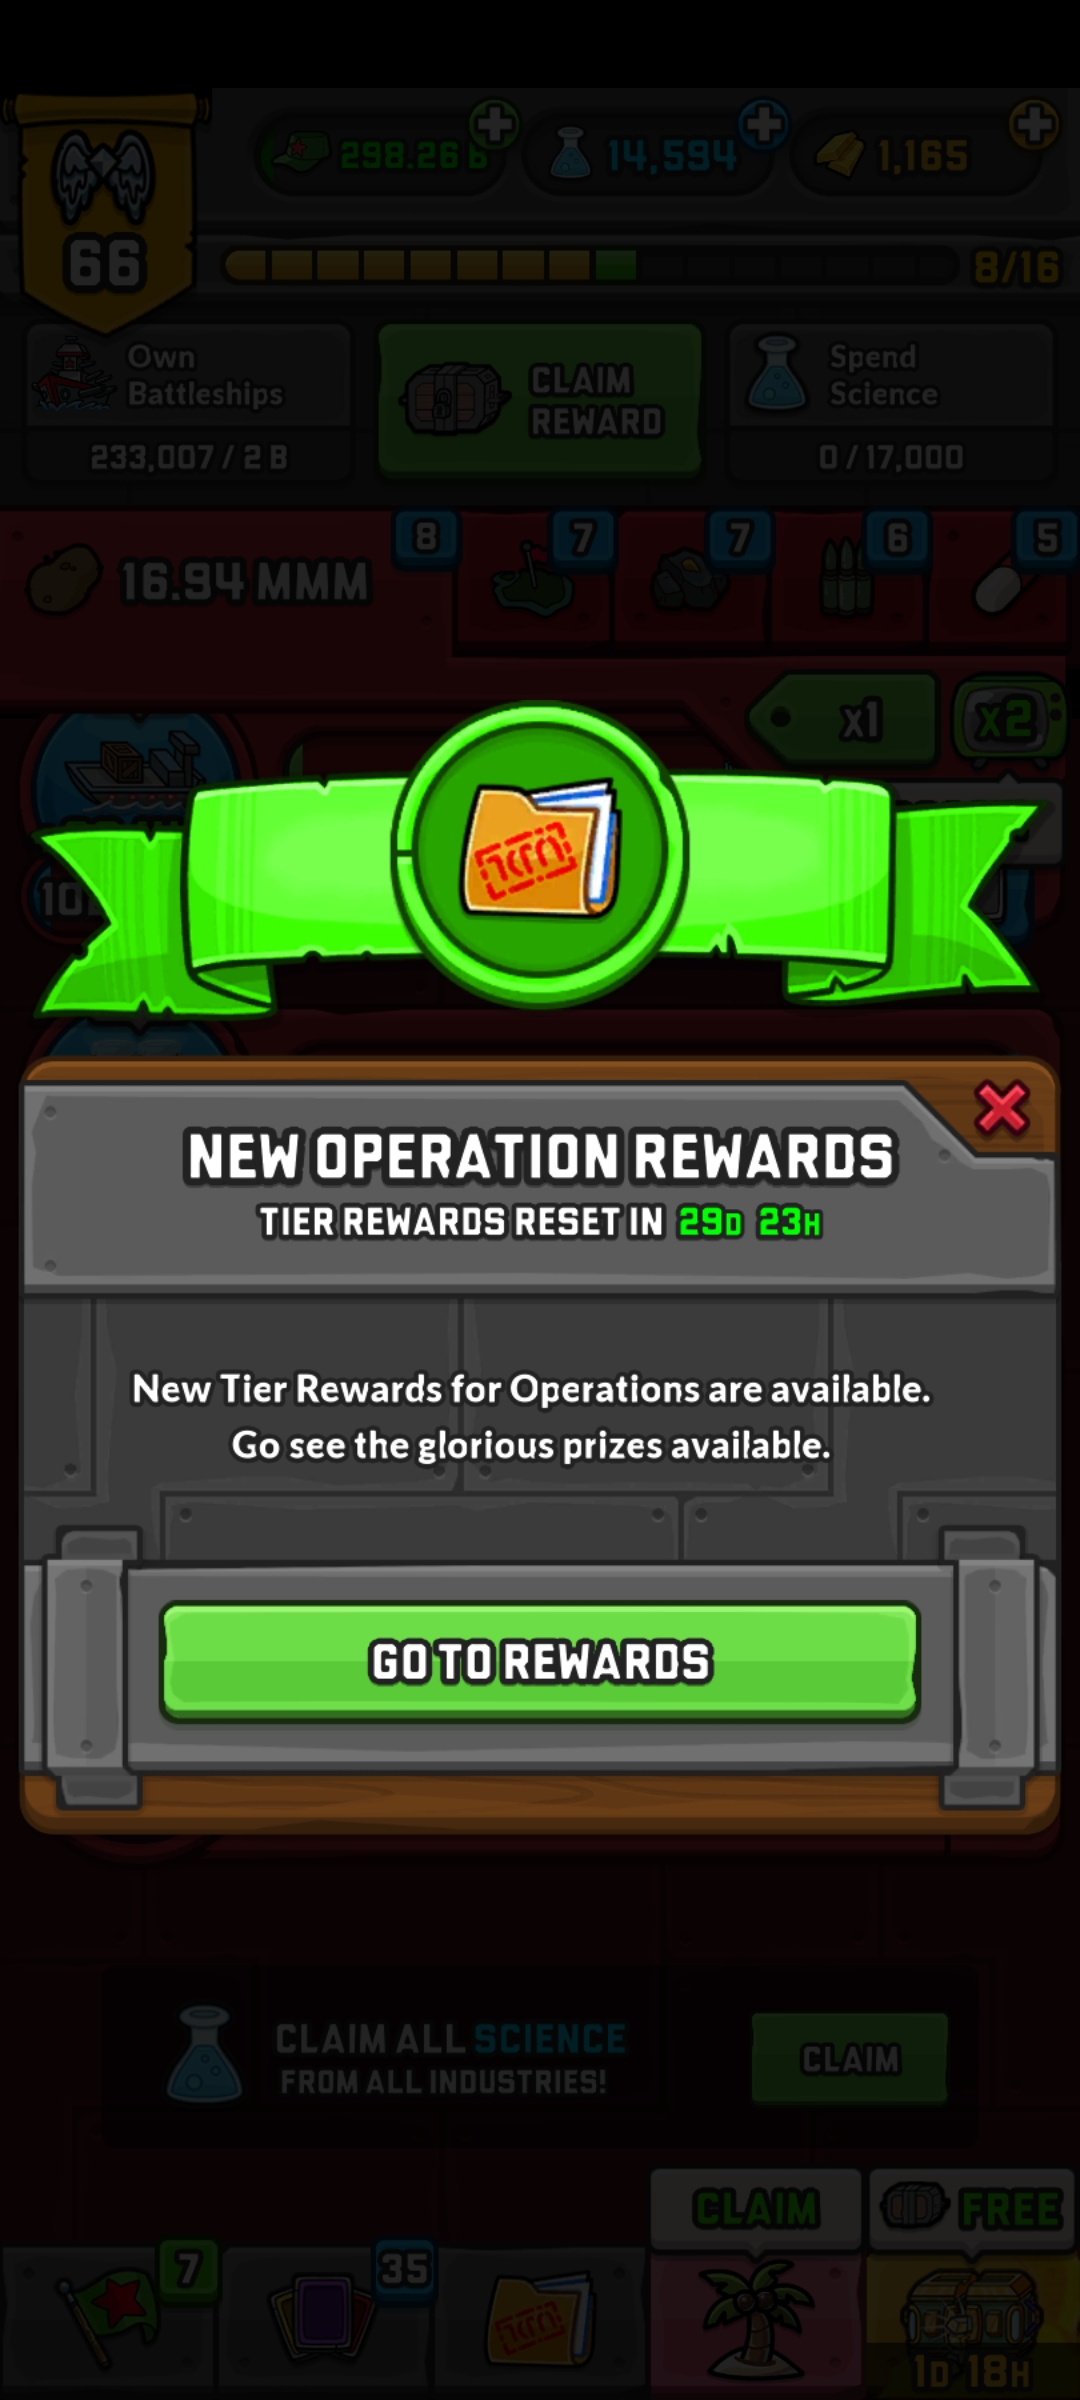 298.26 B
14,594
1,165
66
8/16
Own
Battleships
233,007 / 2 B
CLAIM
REWARD
Spend
Science
0 / 17,000
16.94 MMM
8
7
7
6
5
x1
x2
NEW OPERATION REWARDS
TIER REWARDS RESET IN 29D 23H
New Tier Rewards for Operations are available.
Go see the glorious prizes available.
GO TO REWARDS
CLAIM ALL SCIENCE
FROM ALL INDUSTRIES!
CLAIM
CLAIM
FREE
7
35
1D 18H